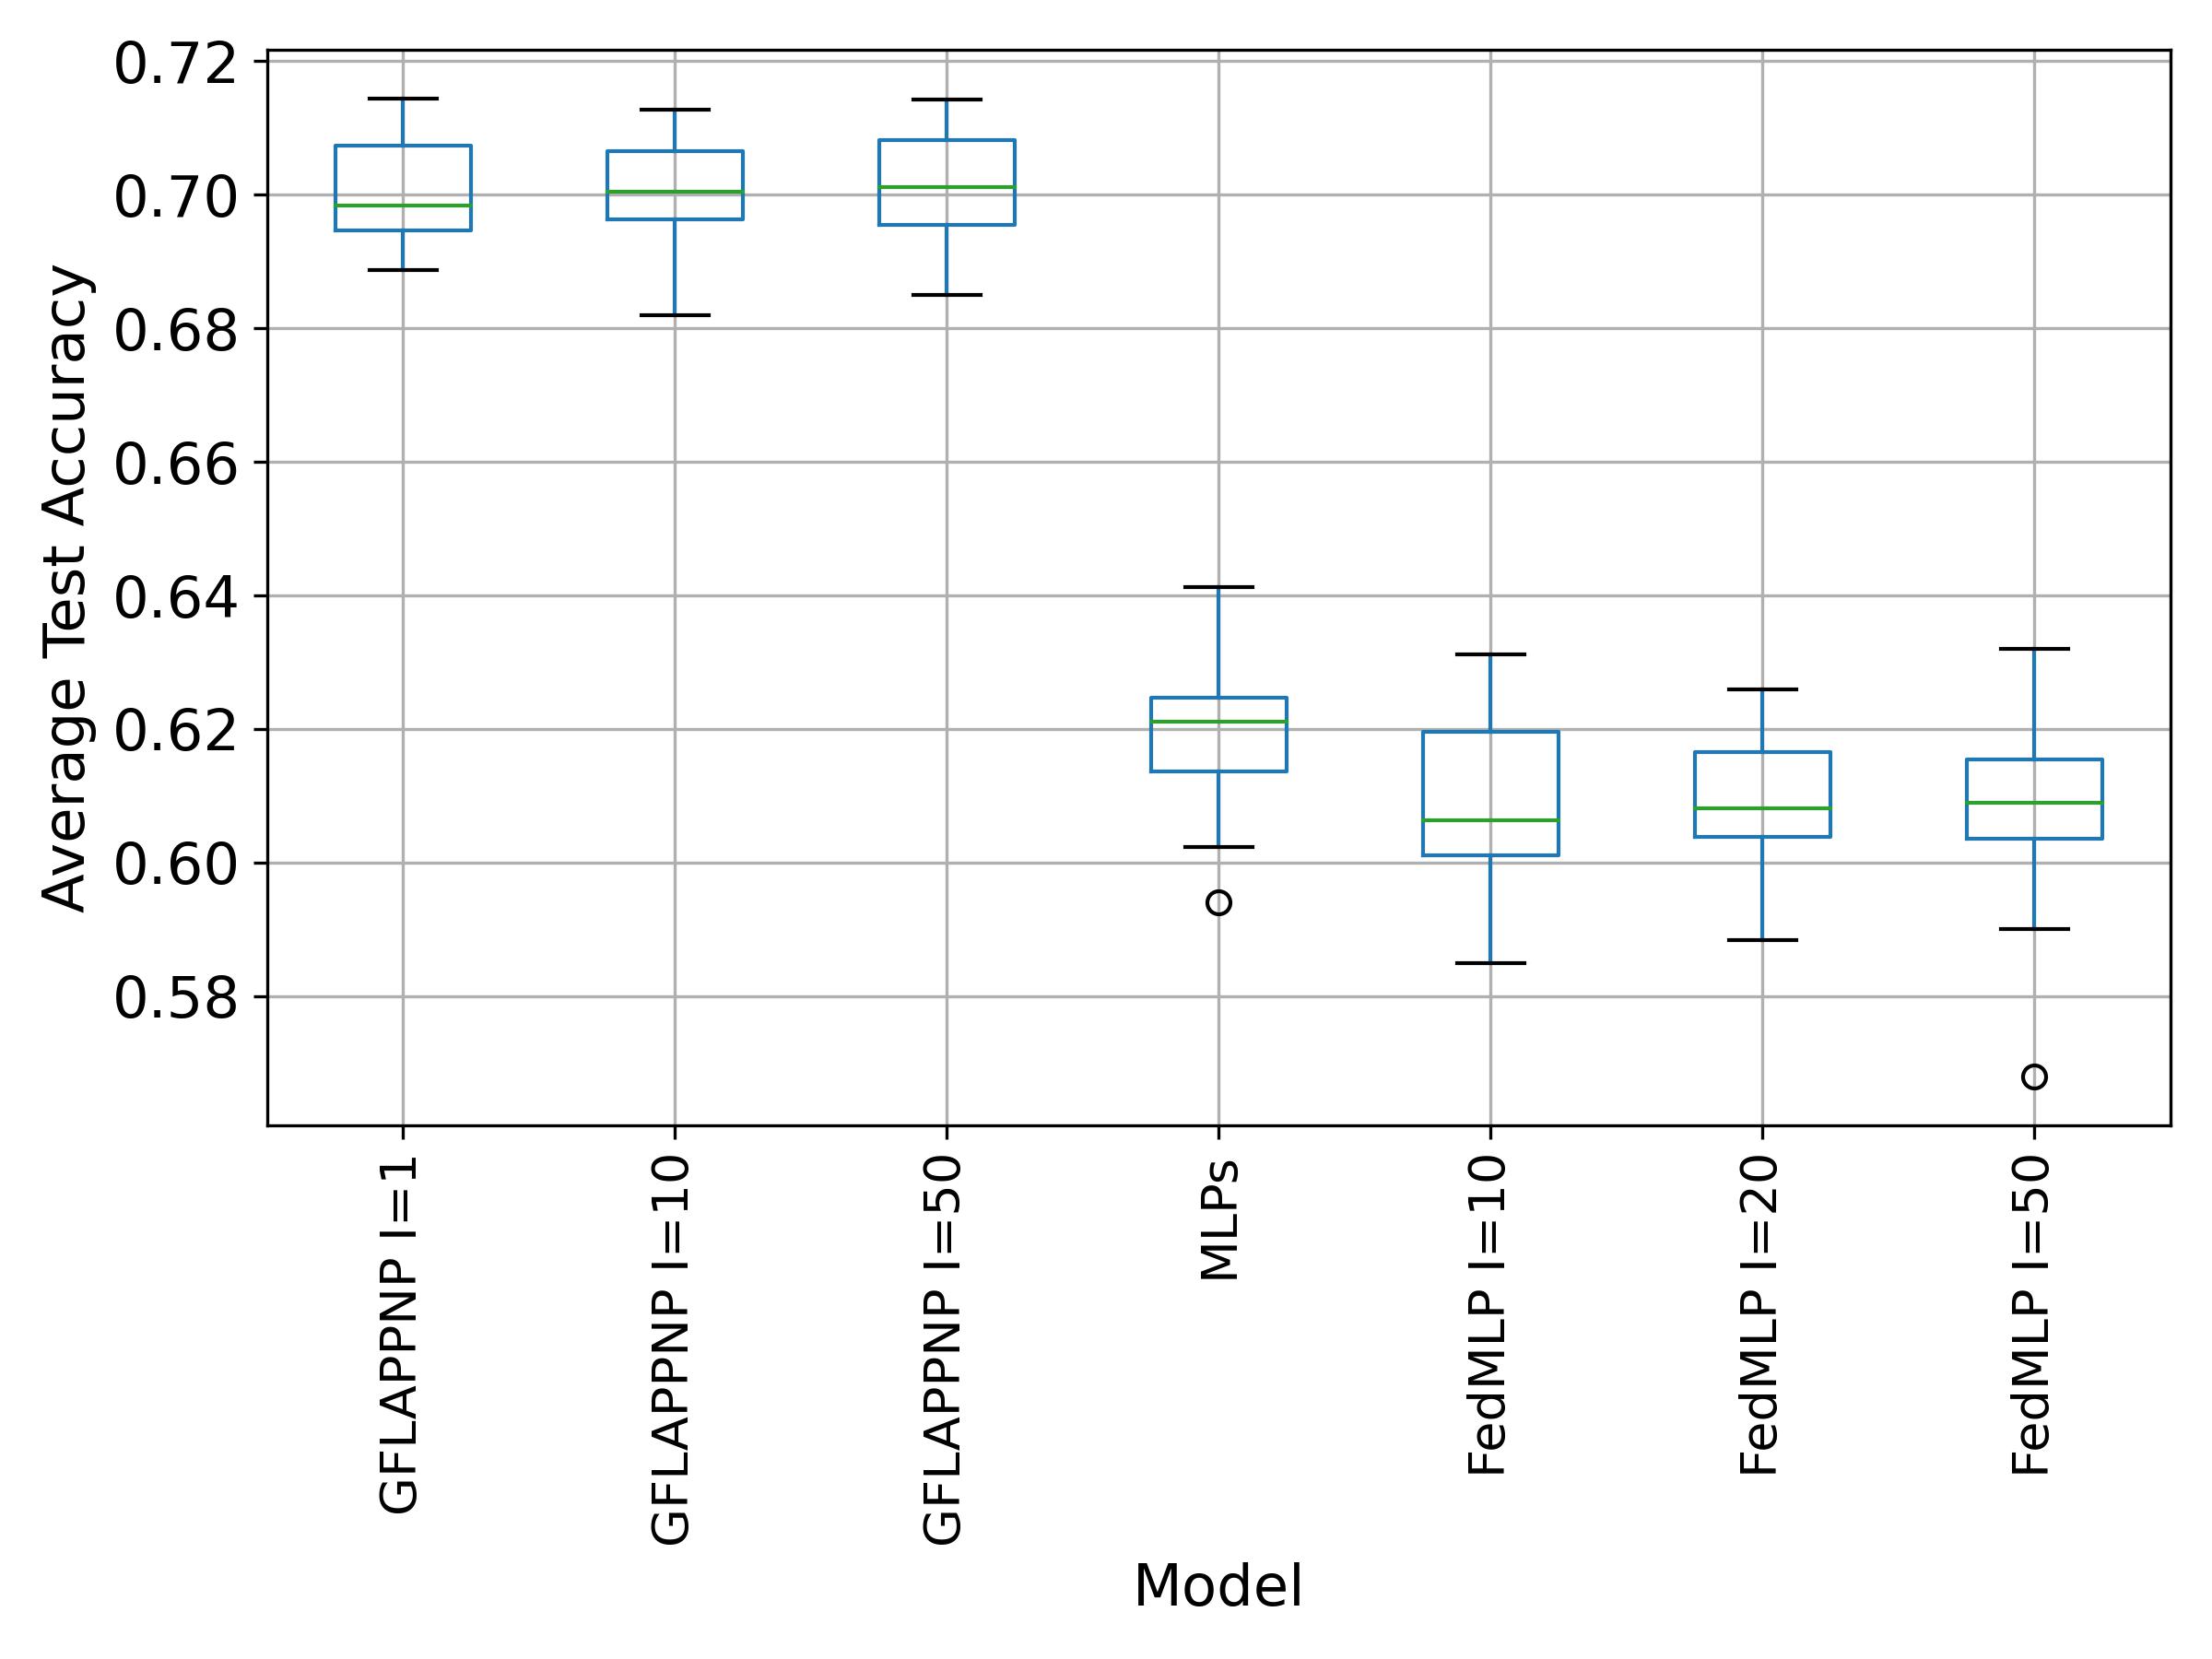 Average Test Accuracy
0.72
0.70
0.68
0.66
0.64
0.62
0.60
0.58
GFLAPPNP I=1
GFLAPPNP I=10
GFLAPPNP I=50
MLPs
FedMLP I=10
FedMLP I=20
FedMLP I=50
Model